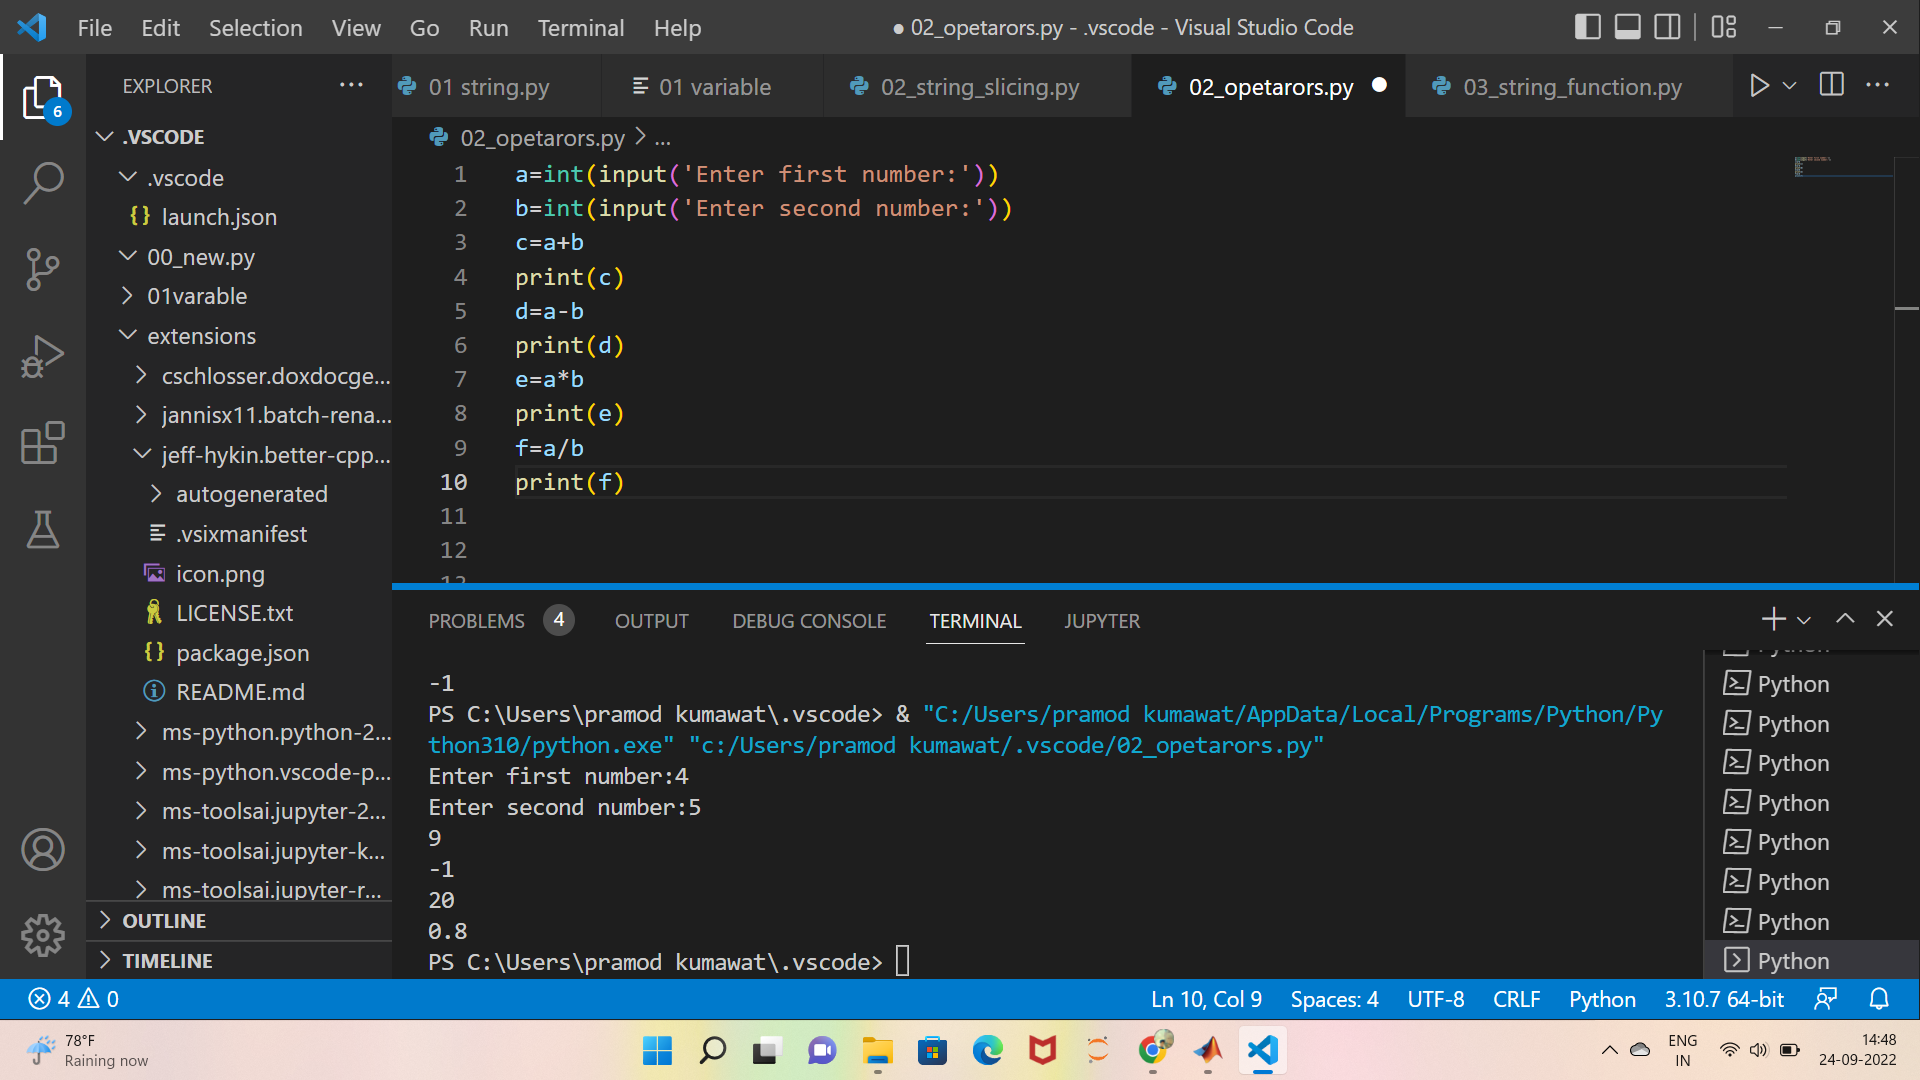 File Edit Selection View Go Run Terminal Help
● 02_opetarors.py - .vscode - Visual Studio Code
EXPLORER
01 string.py
01 variable
02_string_slicing.py
02_opetarors.py
03_string_function.py
6
.VSCODE
.vscode
{} launch.json
00_new.py
01varable
extensions
cschlosser.doxdocge...
jannisx11.batch-rena...
jeff-hykin.better-cpp...
autogenerated
.vsixmanifest
icon.png
LICENSE.txt
{} package.json
README.md
ms-python.python-2...
ms-python.vscode-p...
ms-toolsai.jupyter-2...
ms-toolsai.jupyter-k...
ms-toolsai.jupyter-r...
OUTLINE
TIMELINE
02_opetarors.py > ...
1 a=int(input('Enter first number:'))
2 b=int(input('Enter second number:'))
3 c=a+b
4 print(c)
5 d=a-b
6 print(d)
7 e=a*b
8 print(e)
9 f=a/b
10 print(f)
11
12
PROBLEMS 4 OUTPUT DEBUG CONSOLE TERMINAL JUPYTER
-1
PS C:\Users\pramod kumawat\.vscode> & "C:/Users/pramod kumawat/AppData/Local/Programs/Python/Py
thon310/python.exe" "c:/Users/pramod kumawat/.vscode/02_opetarors.py"
Enter first number:4
Enter second number:5
9
-1
20
0.8
PS C:\Users\pramod kumawat\.vscode>
Python
Python
Python
Python
Python
Python
Python
Python
4 0
Ln 10, Col 9 Spaces: 4 UTF-8 CRLF Python 3.10.7 64-bit
78°F
Raining now
ENG
IN
14:48
24-09-2022